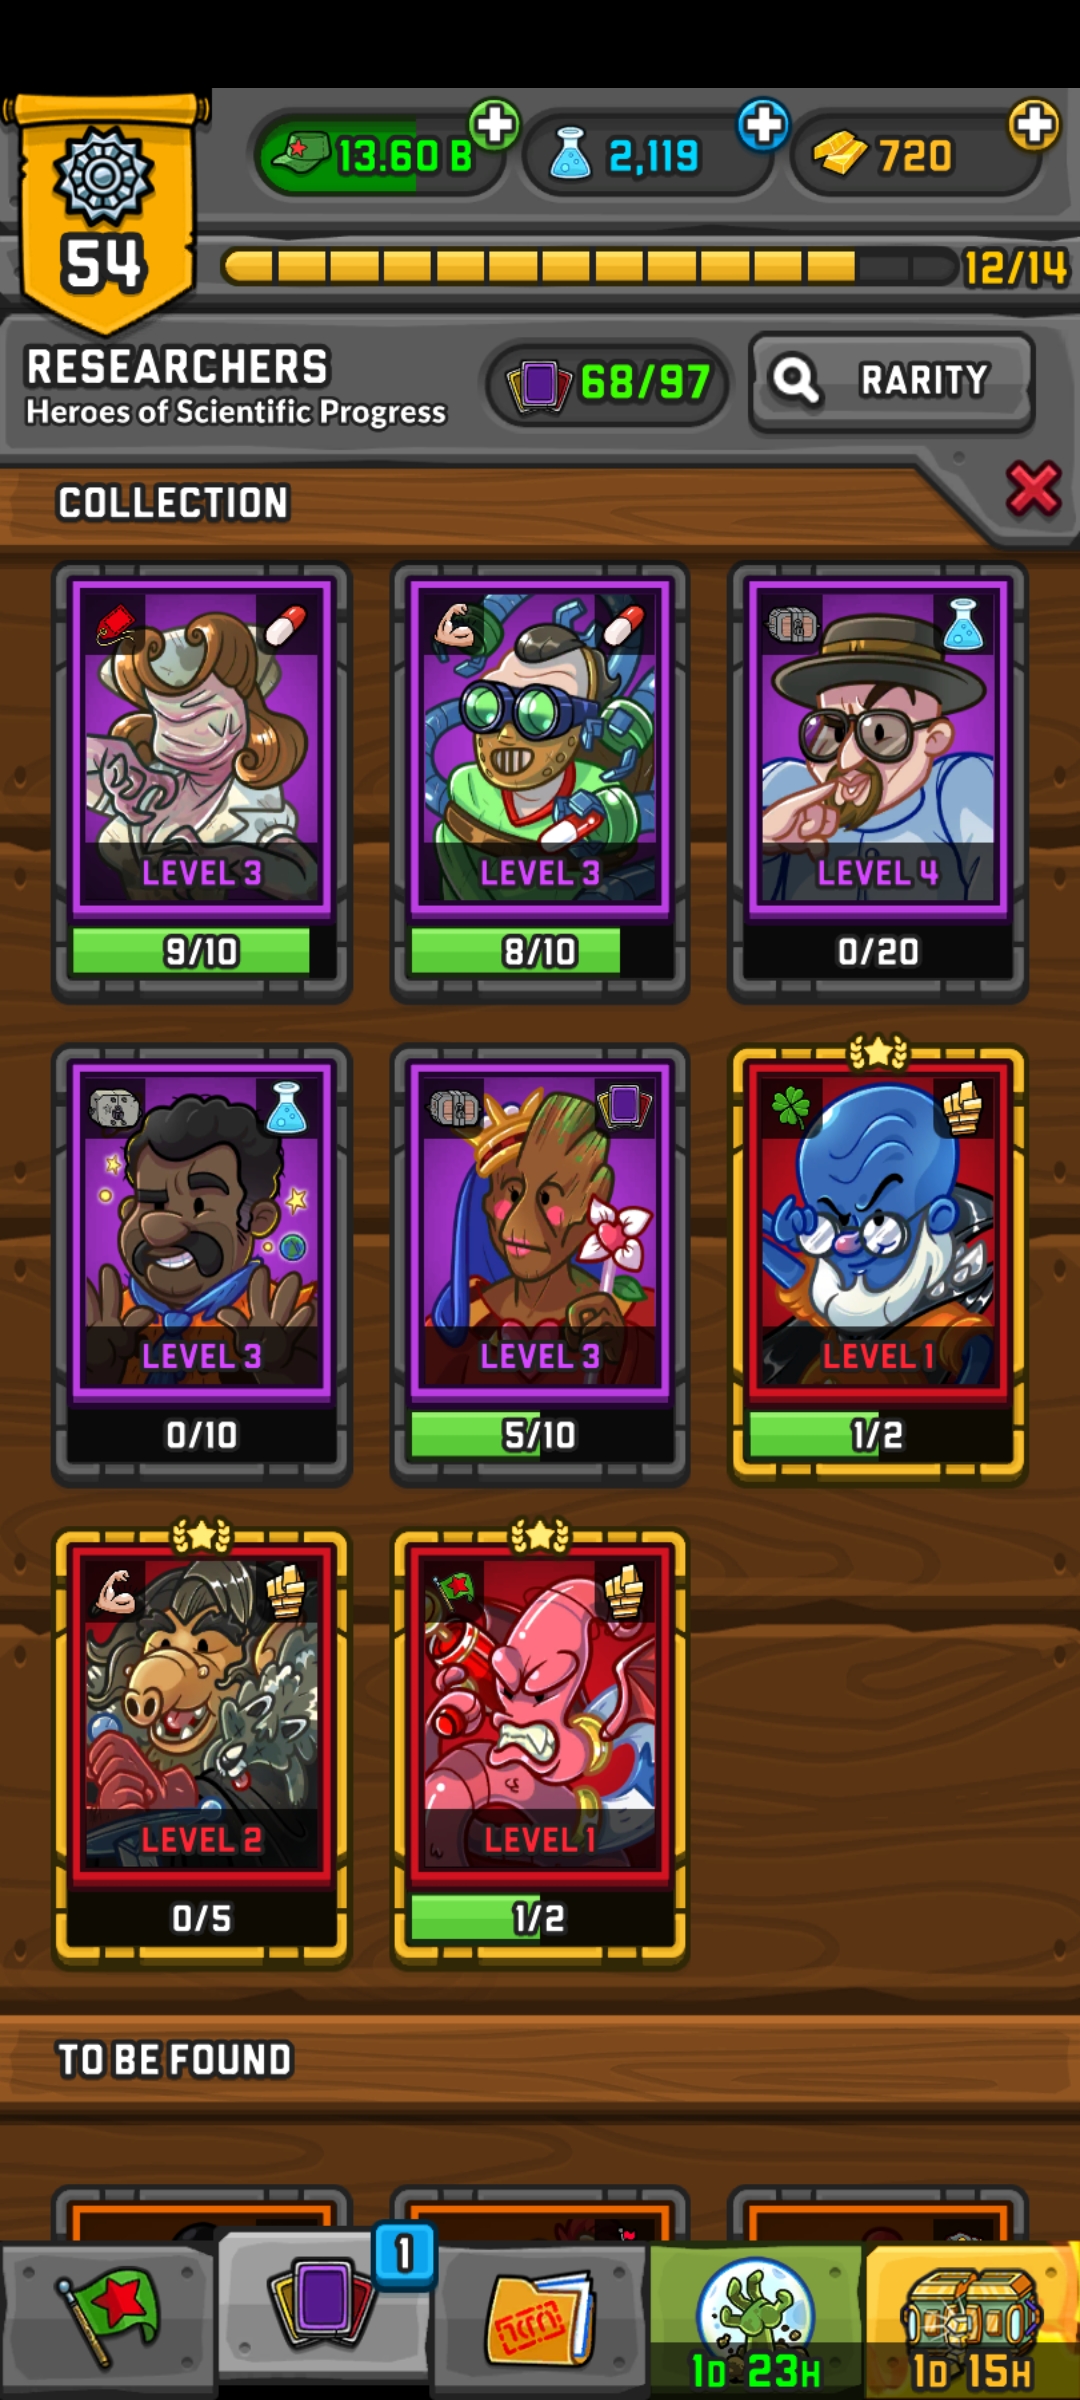 13.60 B
2,119
720
54
12/14
RESEARCHERS
Heroes of Scientific Progress
68/97
RARITY
COLLECTION
LEVEL 3
LEVEL 3
LEVEL 4
9/10
8/10
0/20
LEVEL 3
LEVEL 3
LEVEL 1
0/10
5/10
1/2
LEVEL 2
LEVEL 1
0/5
1/2
TO BE FOUND
1
1D 23H
1D 15H